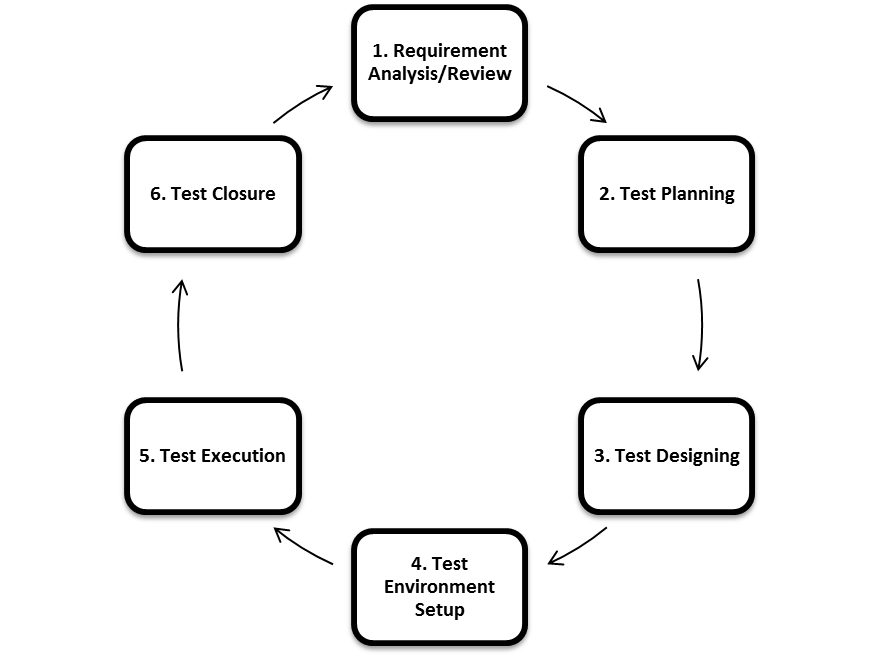 1. Requirement
Analysis/Review
2. Test Planning
3. Test Designing
4. Test
Environment
Setup
5. Test Execution
6. Test Closure